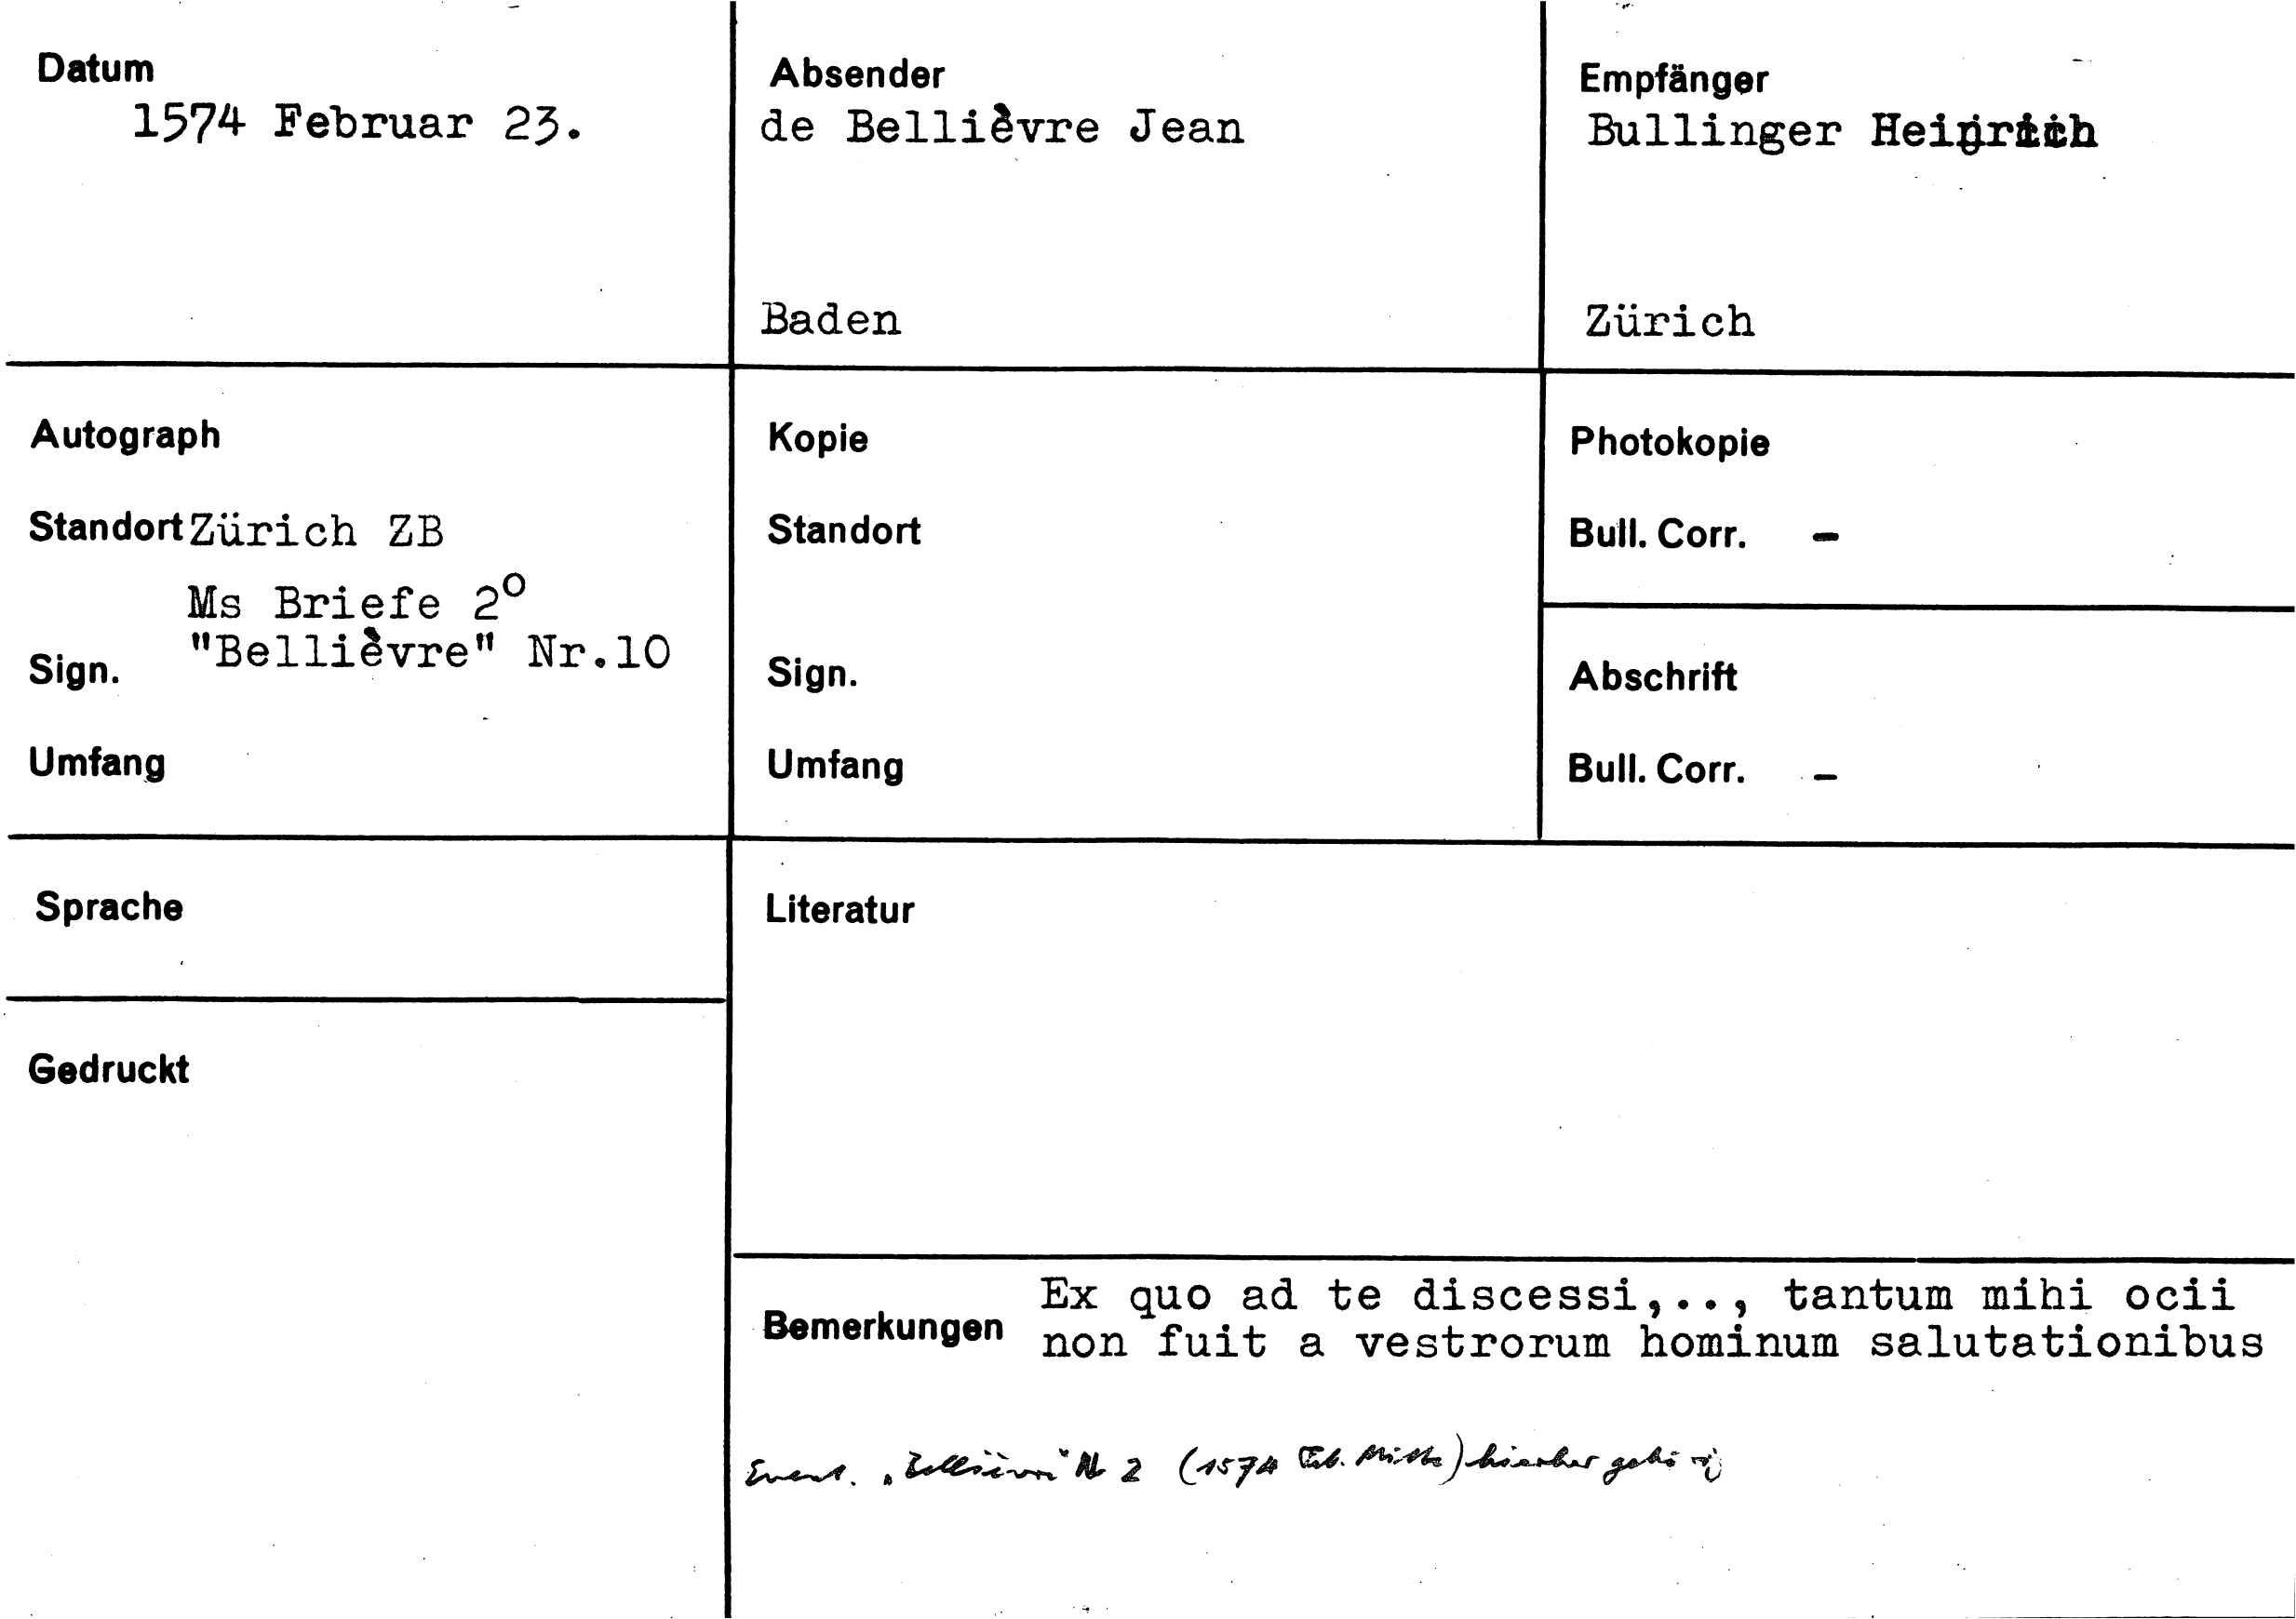 Datum
1574 Februar 23.
Absender
de Bellièvre Jean
Baden
Empfänger
Bullinger Heinrich
Zürich
Autograph
Standort Zürich ZB
Ms Briefe 2º
"Bellièvre" Nr.10
Sign.
Umfang
Kopie
Standort
Sign.
Umfang
Photokopie
Bull. Corr. -
Abschrift
Bull. Corr. -
Sprache
Gedruckt
Literatur
Bemerkungen
Ex quo ad te discessi,.., tantum mihi ocii
non fuit a vestrorum hominum salutationibus
Event. „Bellièvre" Nr 2 (1574 Feb. Mitte) hierher gehörig